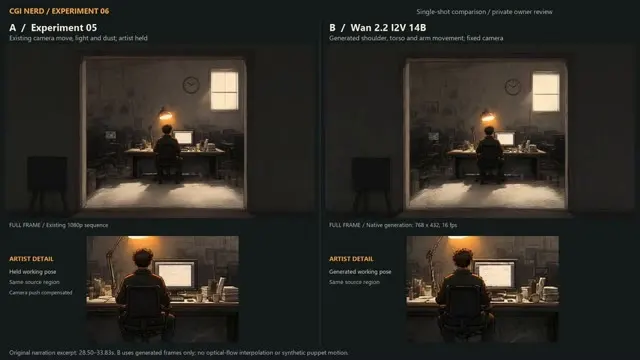 CGI NERD / EXPERIMENT 06
Single-shot comparison / private owner review
A / Experiment 05
Existing camera move, light and dust; artist held
B / Wan 2.2 I2V 14B
Generated shoulder, torso and arm movement; fixed camera
FULL FRAME / Existing 1080p sequence
FULL FRAME / Native generation: 768 x 432, 16 fps
ARTIST DETAIL
Held working pose
Same source region
Camera push compensated
ARTIST DETAIL
Generated working pose
Same source region
Original narration excerpt: 28.50–33.83s. B uses generated frames only; no optical-flow interpolation or synthetic puppet motion.